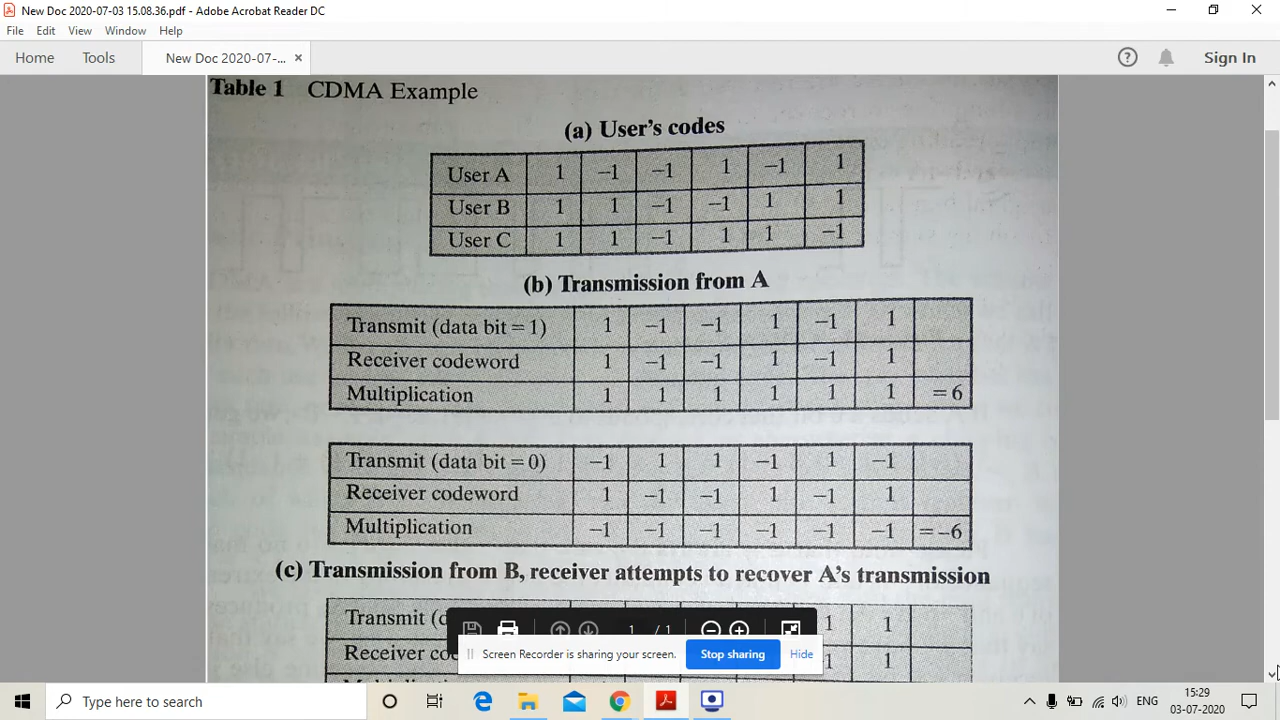 New Doc 2020-07-03 15.08.36.pdf - Adobe Acrobat Reader DC
File Edit View Window Help
Home Tools New Doc 2020-07-... × Sign In
Table 1 CDMA Example
(a) User's codes
User A 1 −1 −1 1 −1 1
User B 1 1 −1 −1 1 1
User C 1 1 −1 1 1 −1
(b) Transmission from A
Transmit (data bit = 1) 1 −1 −1 1 −1 1
Receiver codeword 1 −1 −1 1 −1 1
Multiplication 1 1 1 1 1 1 = 6
Transmit (data bit = 0) −1 1 1 −1 1 −1
Receiver codeword 1 −1 −1 1 −1 1
Multiplication −1 −1 −1 −1 −1 −1 = −6
(c) Transmission from B, receiver attempts to recover A's transmission
Transmit 1 1
1 / 1
Receiver 1 1
Screen Recorder is sharing your screen. Stop sharing Hide
Type here to search
ENG 15:29
03-07-2020